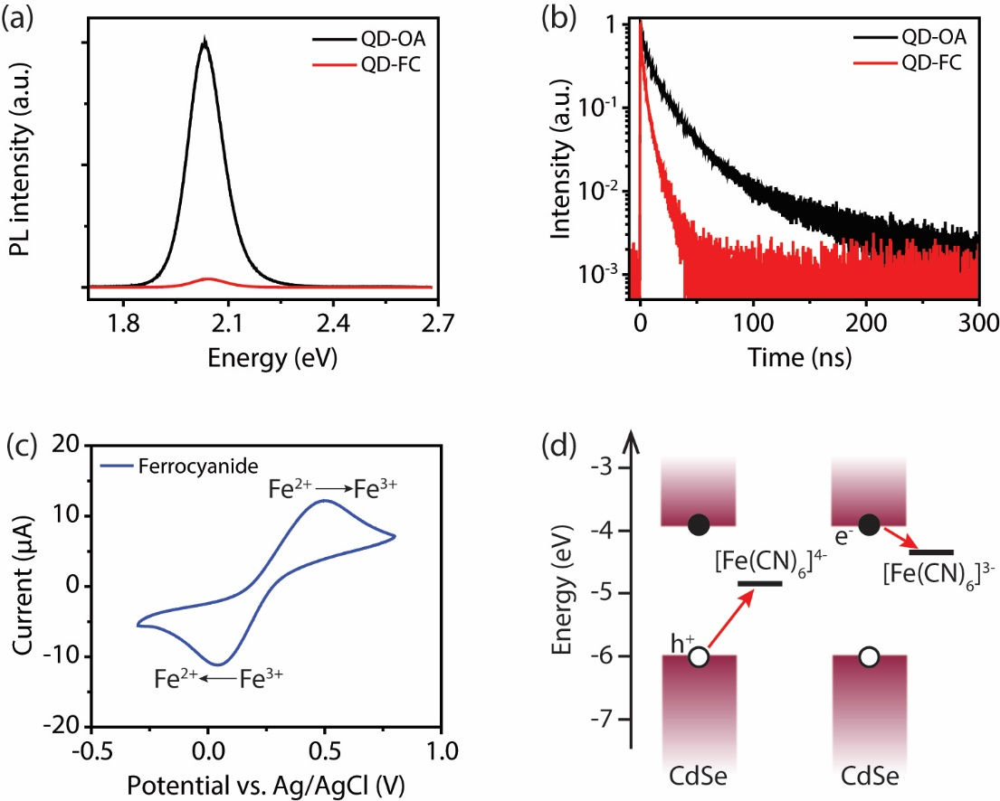 (a)
QD-OA
QD-FC
PL intensity (a.u.)
1.8 2.1 2.4 2.7
Energy (eV)
(b)
QD-OA
QD-FC
Intensity (a.u.)
1
10⁻¹
10⁻²
10⁻³
0 100 200 300
Time (ns)
(c)
Ferrocyanide
Fe²⁺ → Fe³⁺
Fe²⁺ ← Fe³⁺
Current (μA)
20
10
0
-10
-20
-0.5 0.0 0.5 1.0
Potential vs. Ag/AgCl (V)
(d)
Energy (eV)
-3
-4
-5
-6
-7
e⁻
[Fe(CN)₆]⁴⁻
[Fe(CN)₆]³⁻
h⁺
CdSe CdSe